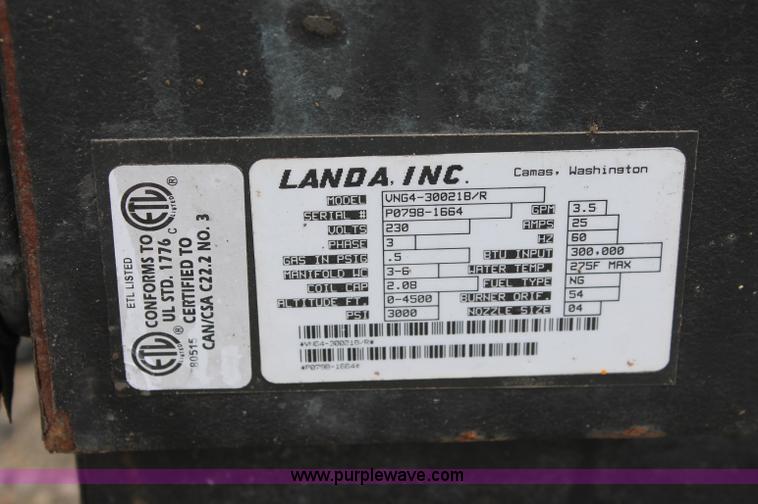 LANDA, INC.
Camas, Washington
MODEL VNG4-30021B/R
SERIAL # P0798-1664 GPM 3.5
VOLTS 230 AMPS 25
PHASE 3 HZ 60
GAS IN PSIG .5 BTU INPUT 300,000
MANIFOLD WC 3-6 WATER TEMP. 275F MAX
COIL CAP 2.08 FUEL TYPE NG
ALTITUDE FT. 0-4500 BURNER ORIF. 54
PSI 3000 NOZZLE SIZE 04
*VNG4-30021B/R*
*P0798-1664*
ETL LISTED
CONFORMS TO
UL STD. 1776
CERTIFIED TO
CAN/CSA C22.2 NO. 3
ETL LISTED
C ETL LISTED
80515
www.purplewave.com